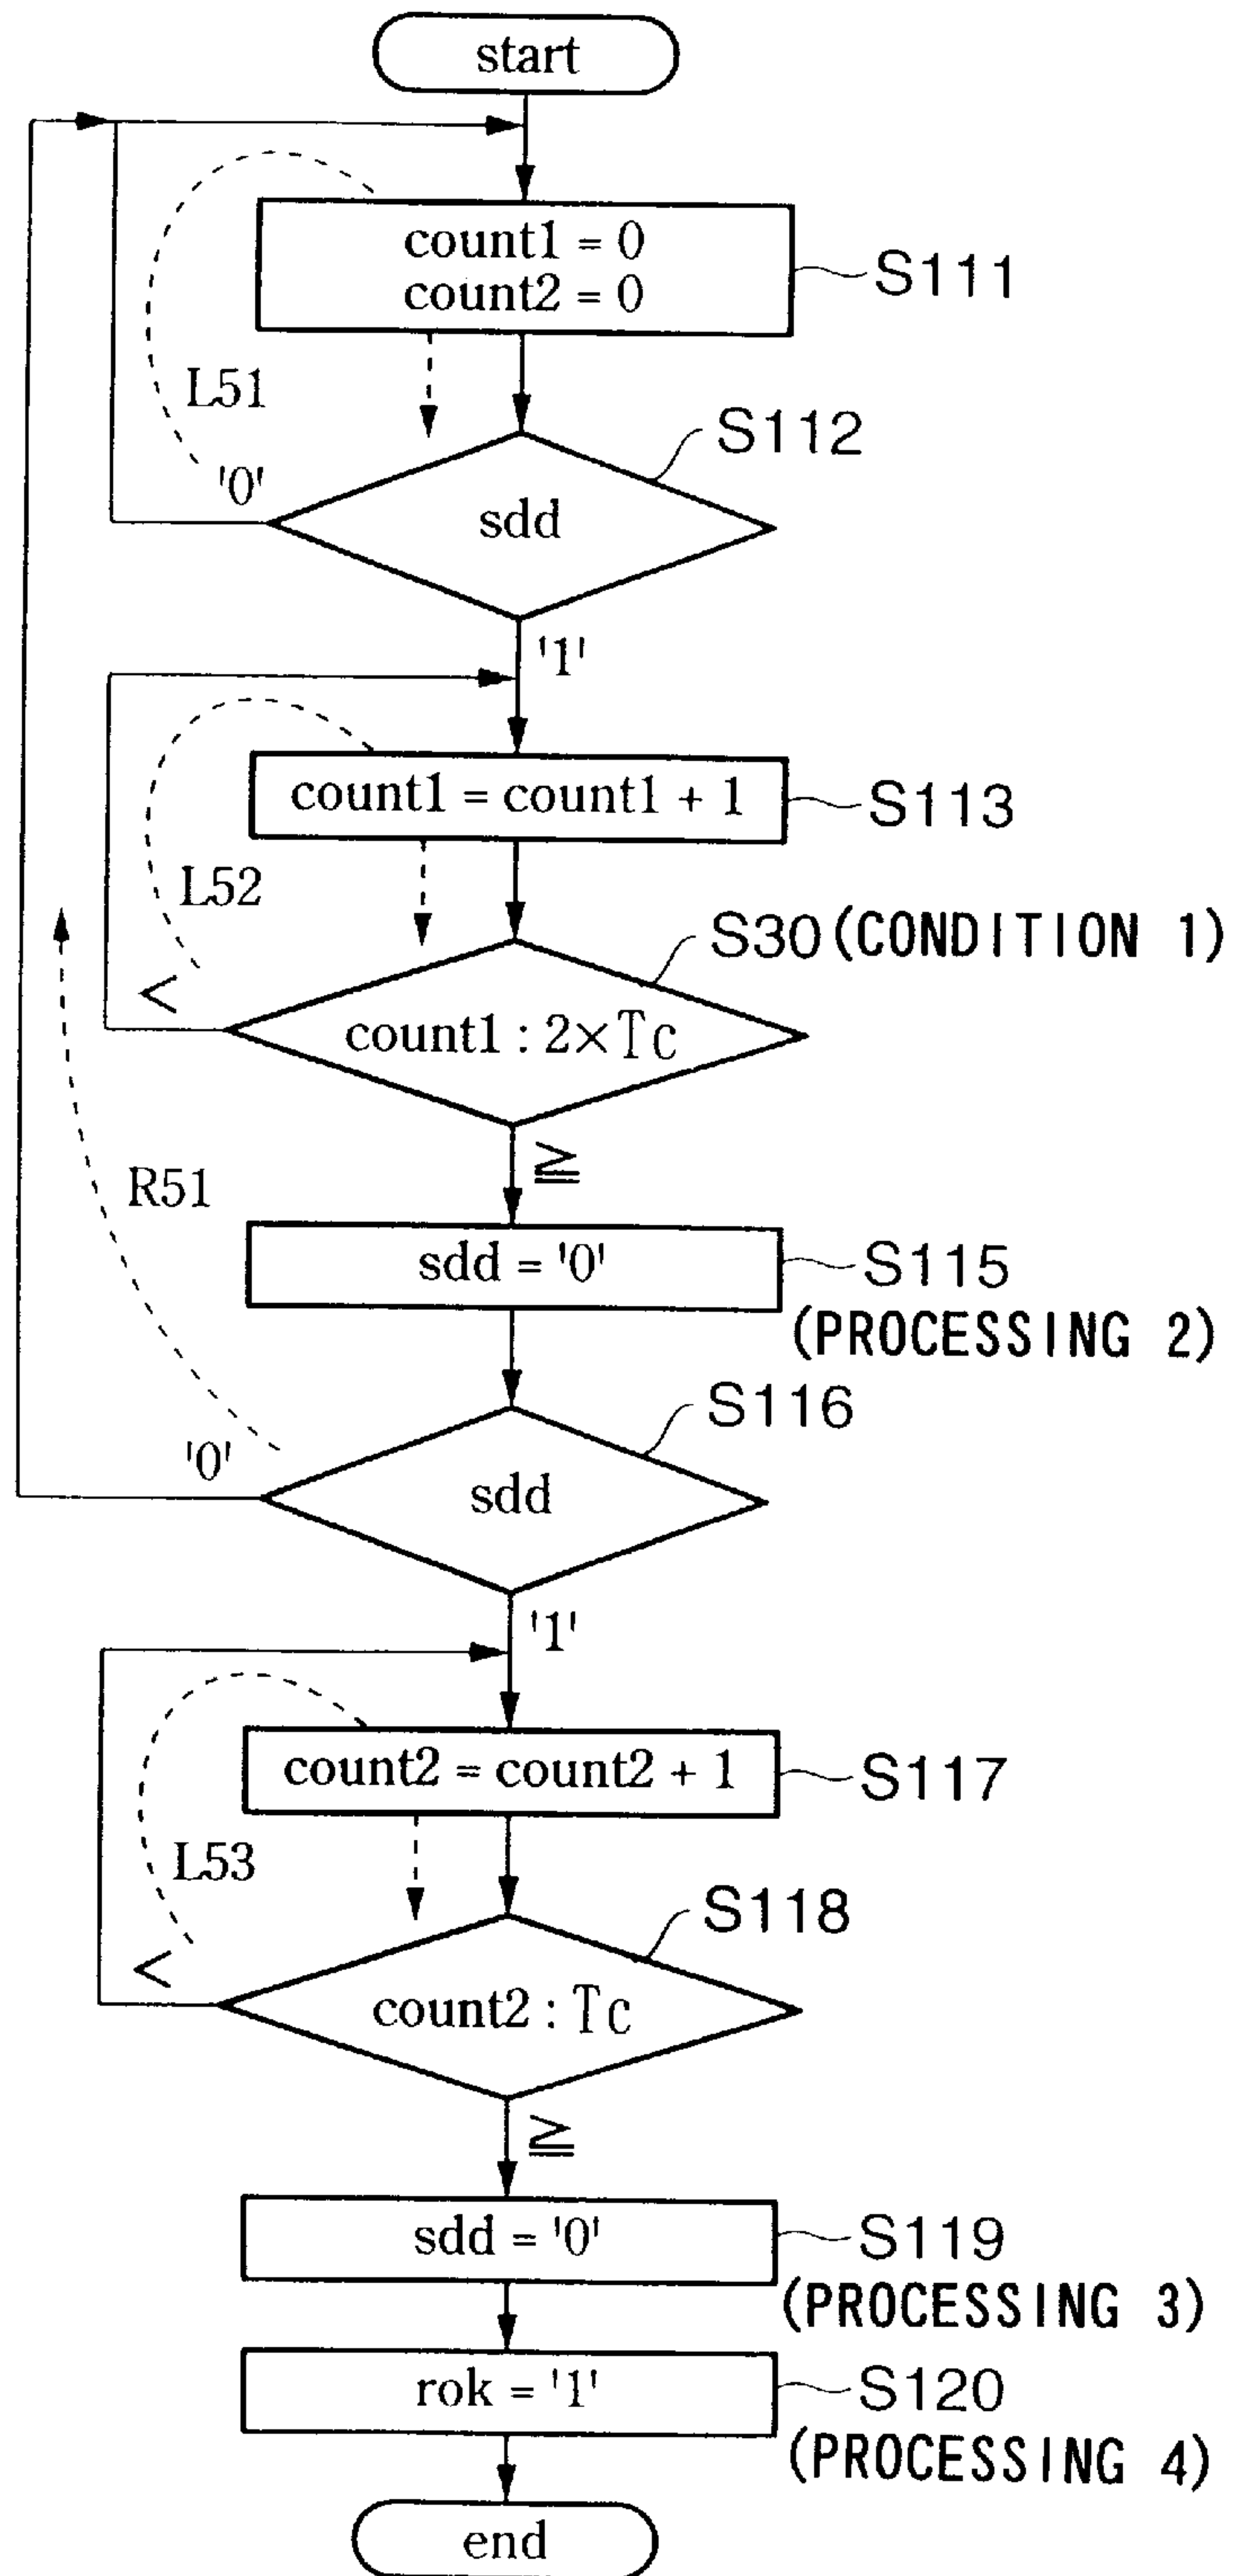 start
count1 = 0
count2 = 0
S111
L51
S112
'0'
sdd
'1'
count1 = count1 + 1
S113
L52
S30 (CONDITION 1)
<
count1 : 2×Tc
≧
R51
sdd = '0'
S115
(PROCESSING 2)
S116
'0'
sdd
'1'
count2 = count2 + 1
S117
L53
S118
<
count2 : Tc
≧
sdd = '0'
S119
(PROCESSING 3)
rok = '1'
S120
(PROCESSING 4)
end